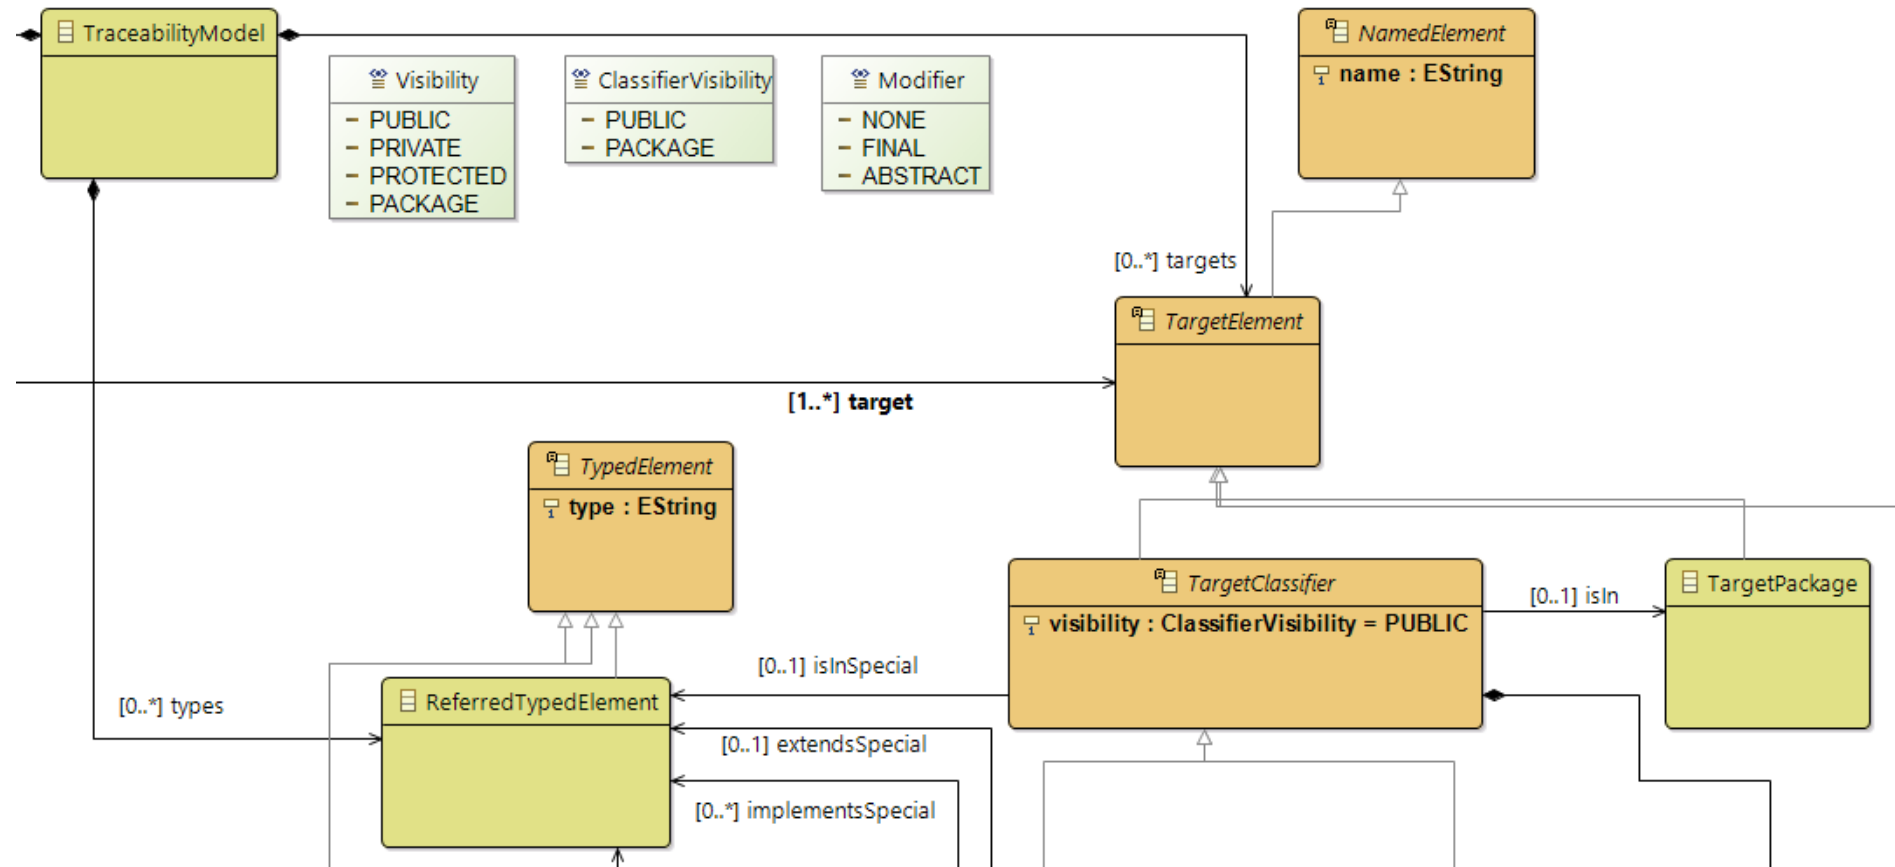 TraceabilityModel
Visibility
PUBLIC
PRIVATE
PROTECTED
PACKAGE
ClassifierVisibility
PUBLIC
PACKAGE
Modifier
NONE
FINAL
ABSTRACT
NamedElement
name : EString
[0..*] targets
TargetElement
[1..*] target
TypedElement
type : EString
TargetClassifier
visibility : ClassifierVisibility = PUBLIC
[0..1] isIn
TargetPackage
[0..1] isInSpecial
[0..*] types
ReferredTypedElement
[0..1] extendsSpecial
[0..*] implementsSpecial